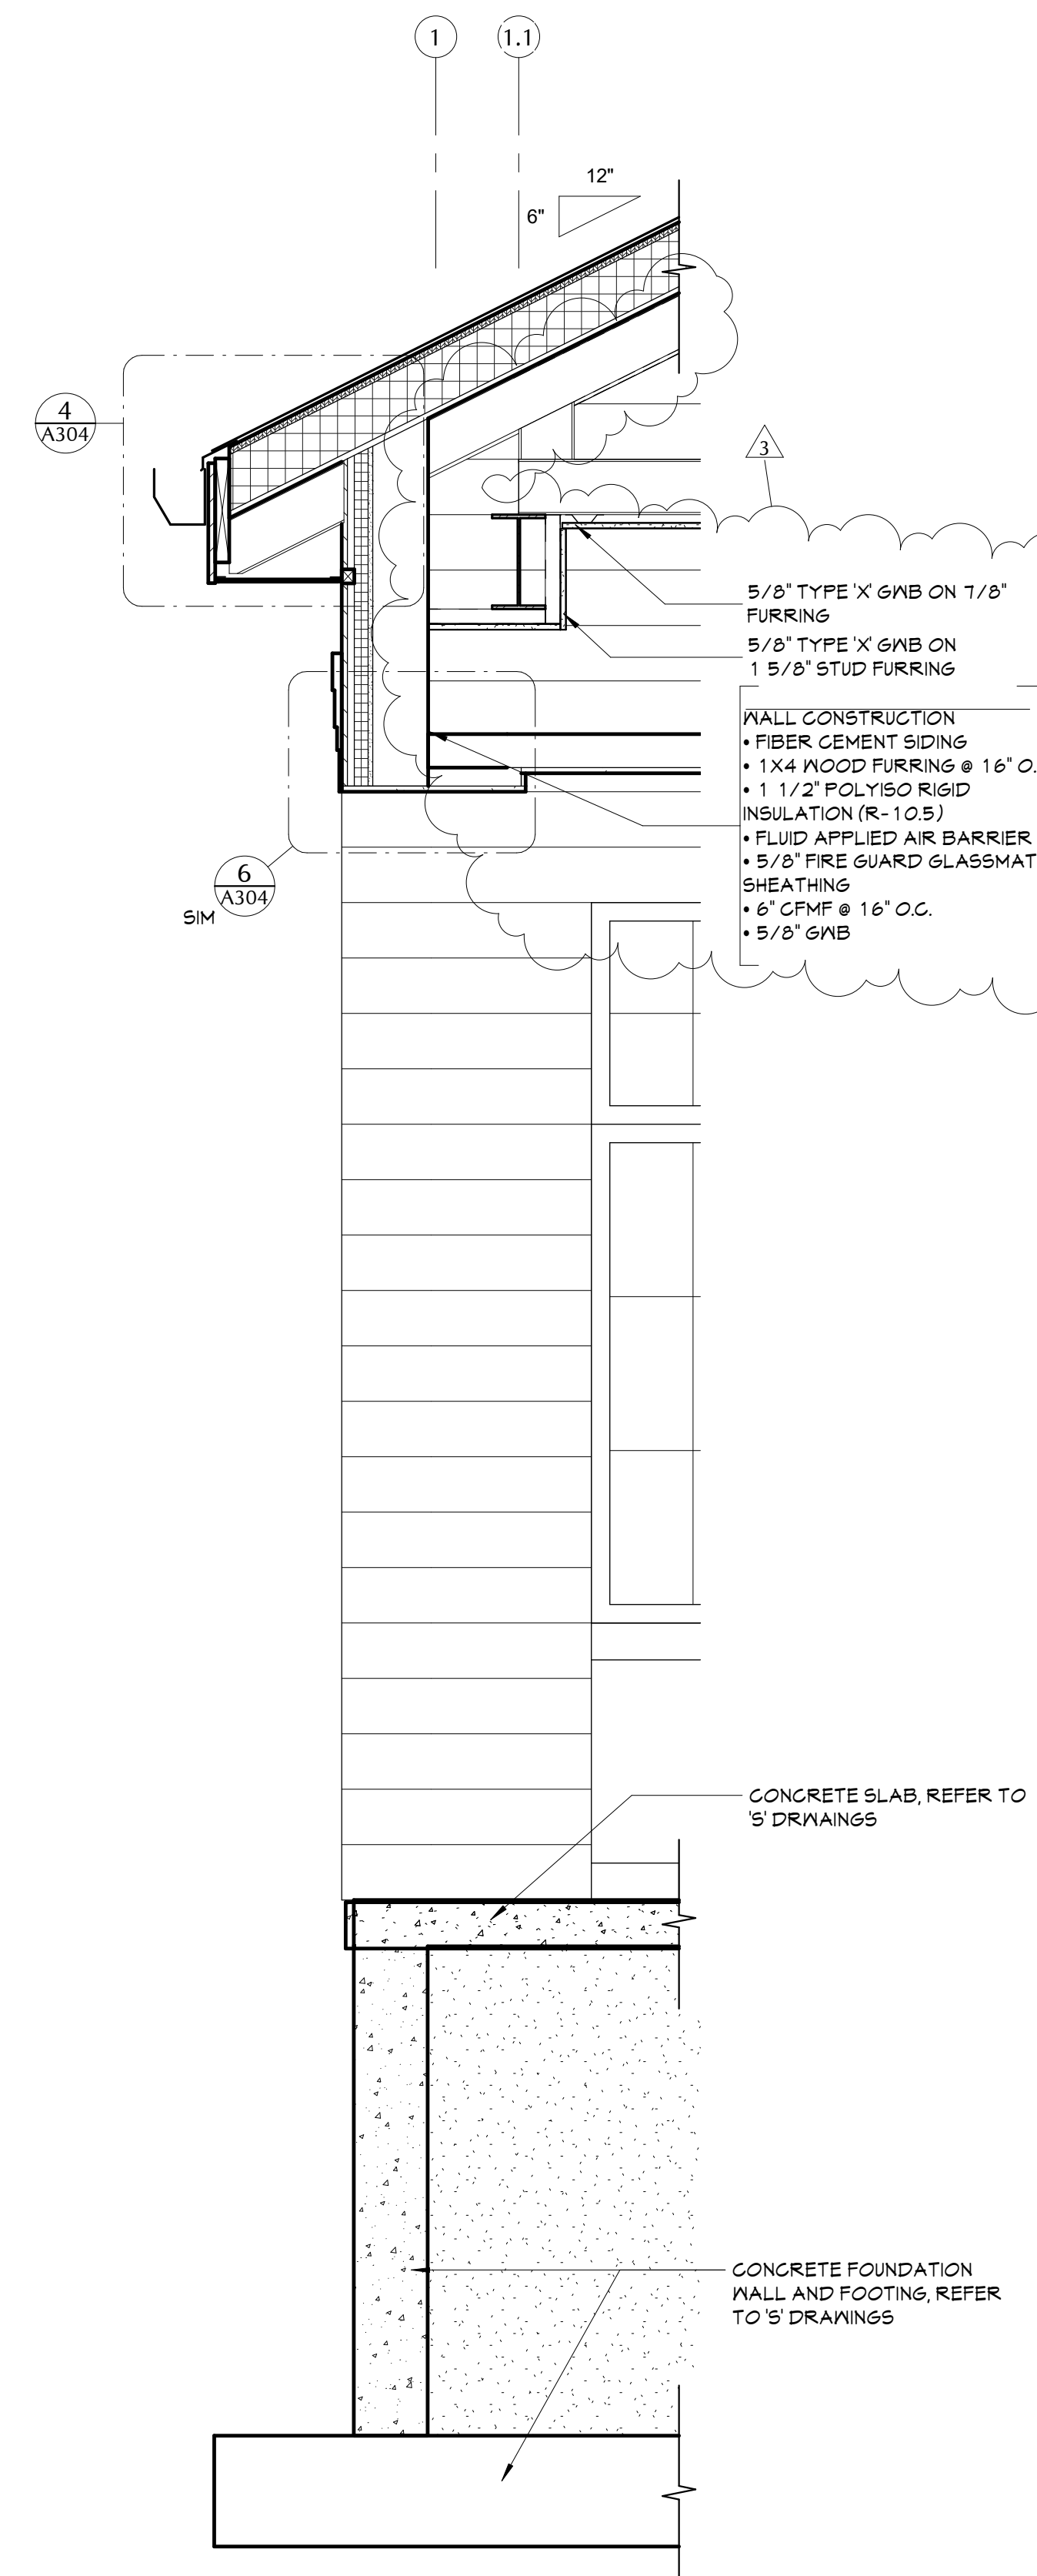 1
1.1
12"
6"
4
A304
3
5/8" TYPE 'X' GWB ON 7/8"
FURRING
5/8" TYPE 'X' GWB ON
1 5/8" STUD FURRING
WALL CONSTRUCTION
• FIBER CEMENT SIDING
• 1X4 WOOD FURRING @ 16" O.
• 1 1/2" POLYISO RIGID
INSULATION (R-10.5)
• FLUID APPLIED AIR BARRIER
• 5/8" FIRE GUARD GLASSMAT
SHEATHING
• 6" CFMF @ 16" O.C.
• 5/8" GWB
6
A304
SIM
CONCRETE SLAB, REFER TO
'S' DRWAINGS
CONCRETE FOUNDATION
WALL AND FOOTING, REFER
TO 'S' DRAWINGS